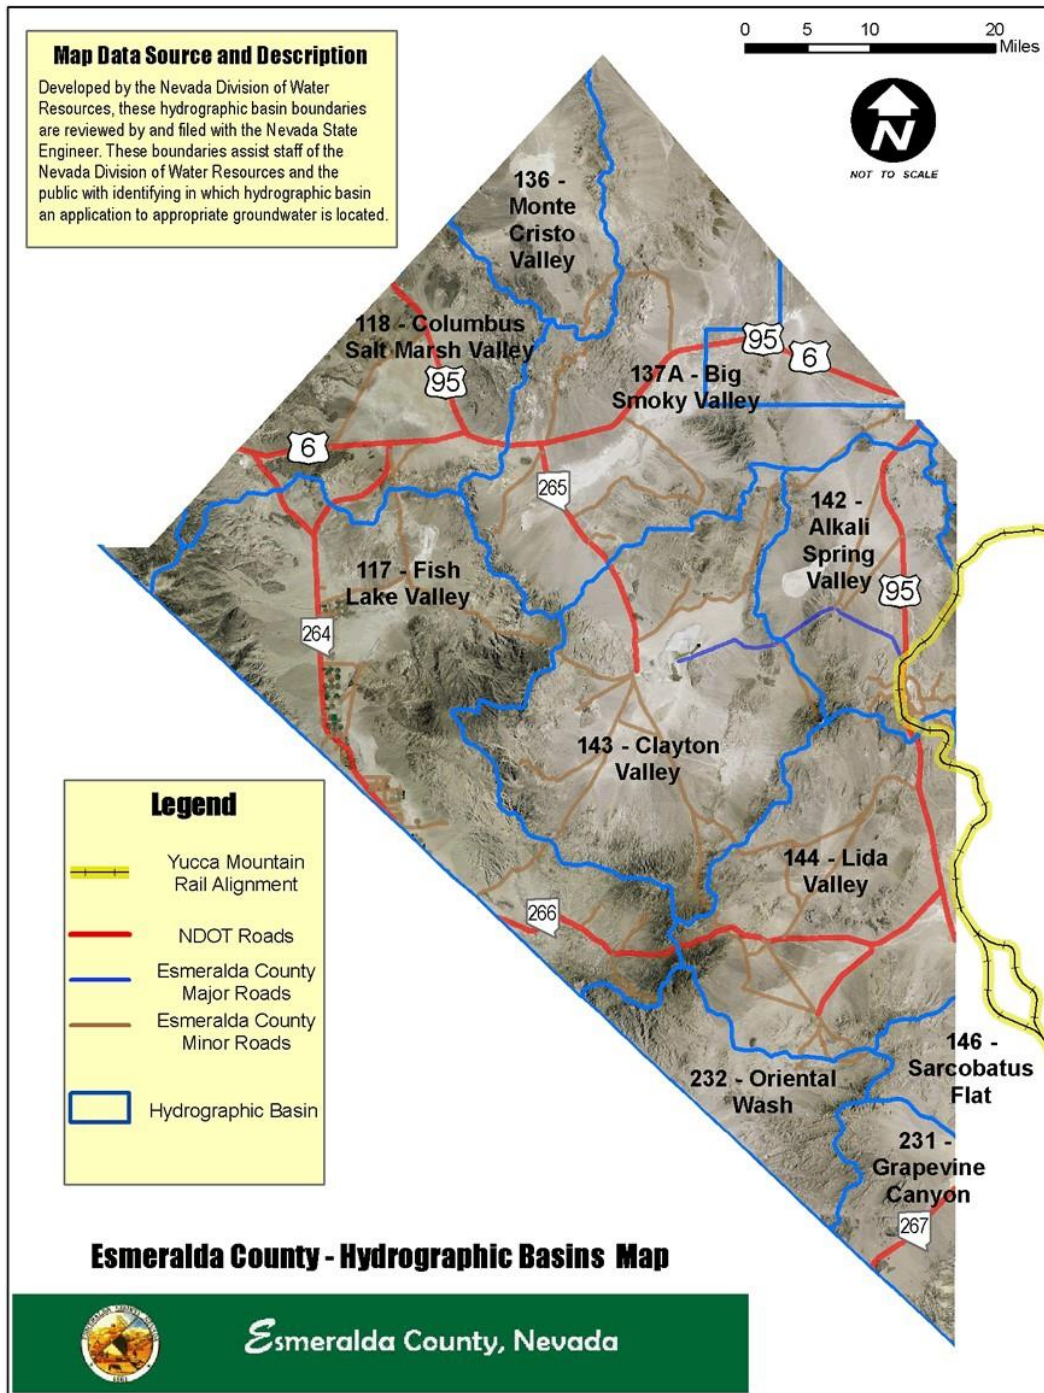 Map Data Source and Description
Developed by the Nevada Division of Water
Resources, these hydrographic basin boundaries
are reviewed by and filed with the Nevada State
Engineer. These boundaries assist staff of the
Nevada Division of Water Resources and the
public with identifying in which hydrographic basin
an application to appropriate groundwater is located.
0 5 10 20
Miles
N
NOT TO SCALE
136 -
Monte
Cristo
Valley
118 - Columbus
Salt Marsh Valley
95
6
95
6
137A - Big
Smoky Valley
265
142 -
Alkali
Spring
Valley
95
117 - Fish
Lake Valley
264
143 - Clayton
Valley
144 - Lida
Valley
266
146 -
Sarcobatus
Flat
232 - Oriental
Wash
231 -
Grapevine
Canyon
267
Legend
Yucca Mountain
Rail Alignment
NDOT Roads
Esmeralda County
Major Roads
Esmeralda County
Minor Roads
Hydrographic Basin
Esmeralda County - Hydrographic Basins Map
Esmeralda County, Nevada